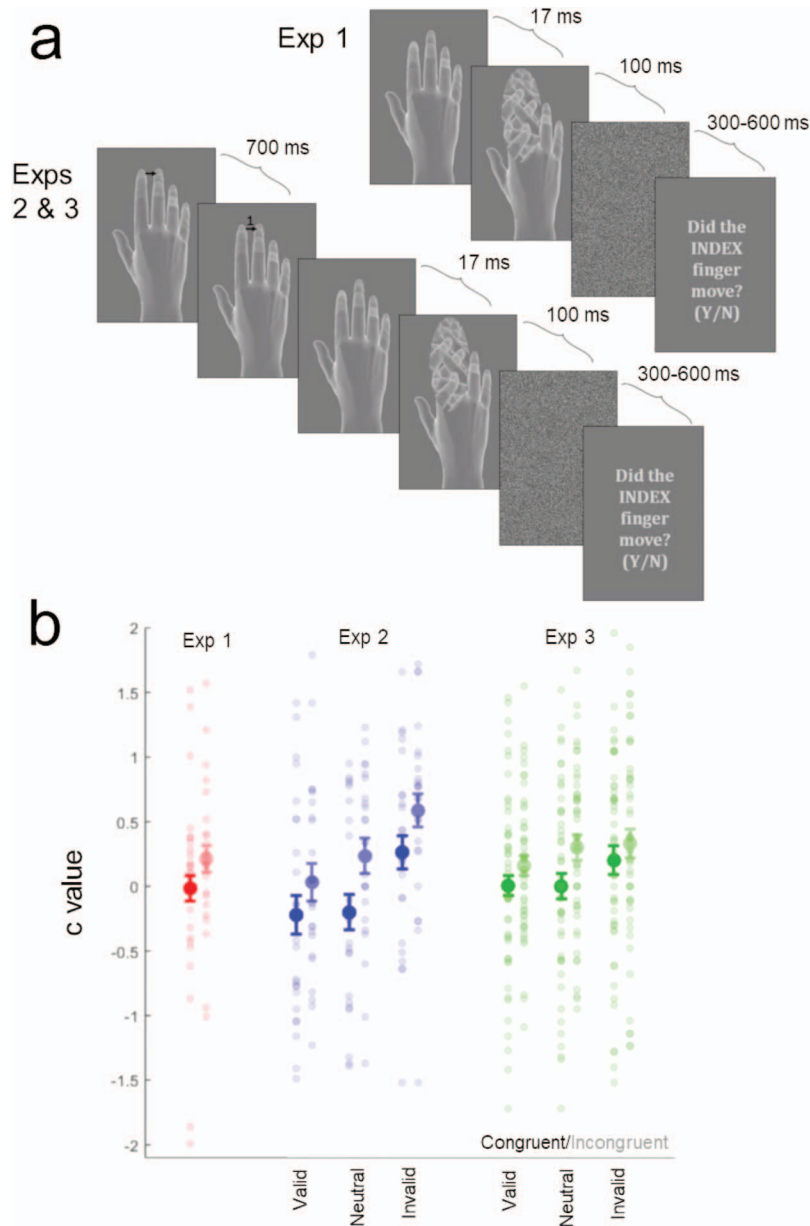 a
Exp 1
17 ms
100 ms
300-600 ms
Did the
INDEX
finger
move?
(Y/N)
Exps
2 & 3
700 ms
1
17 ms
100 ms
300-600 ms
Did the
INDEX
finger
move?
(Y/N)
b
Exp 1
Exp 2
Exp 3
c value
2
1.5
1
0.5
0
-0.5
-1
-1.5
-2
Congruent/Incongruent
Valid
Neutral
Invalid
Valid
Neutral
Invalid